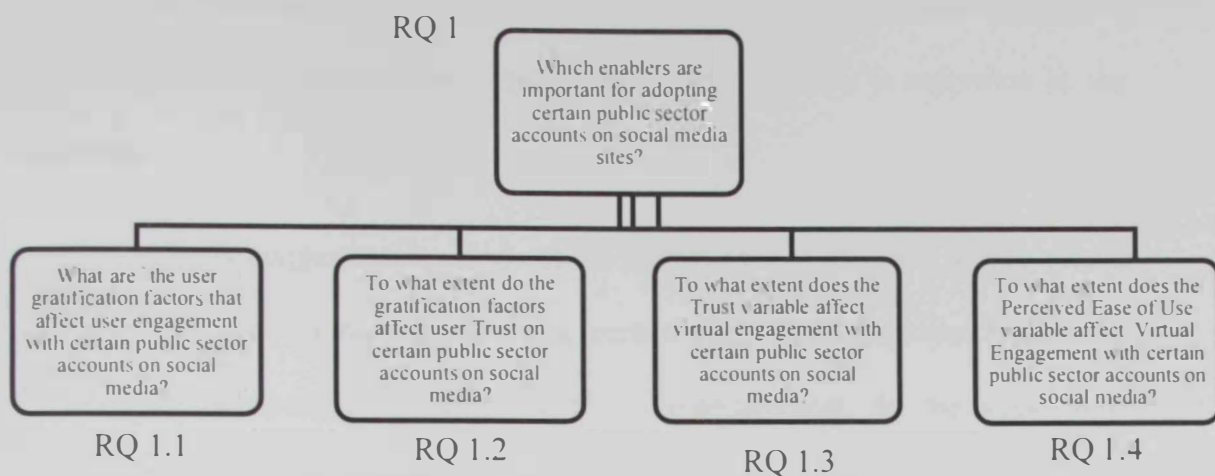 RQ 1
Which enablers are
important for adopting
certain public sector
accounts on social media
sites?
What are the user
gratification factors that
affect user engagement
with certain public sector
accounts on social
media?
To what extent do the
gratification factors
affect user Trust on
certain public sector
accounts on social
media?
To what extent does the
Trust variable affect
virtual engagement with
certain public sector
accounts on social
media?
To what extent does the
Perceived Ease of Use
variable affect Virtual
Engagement with certain
public sector accounts on
social media?
RQ 1.1
RQ 1.2
RQ 1.3
RQ 1.4